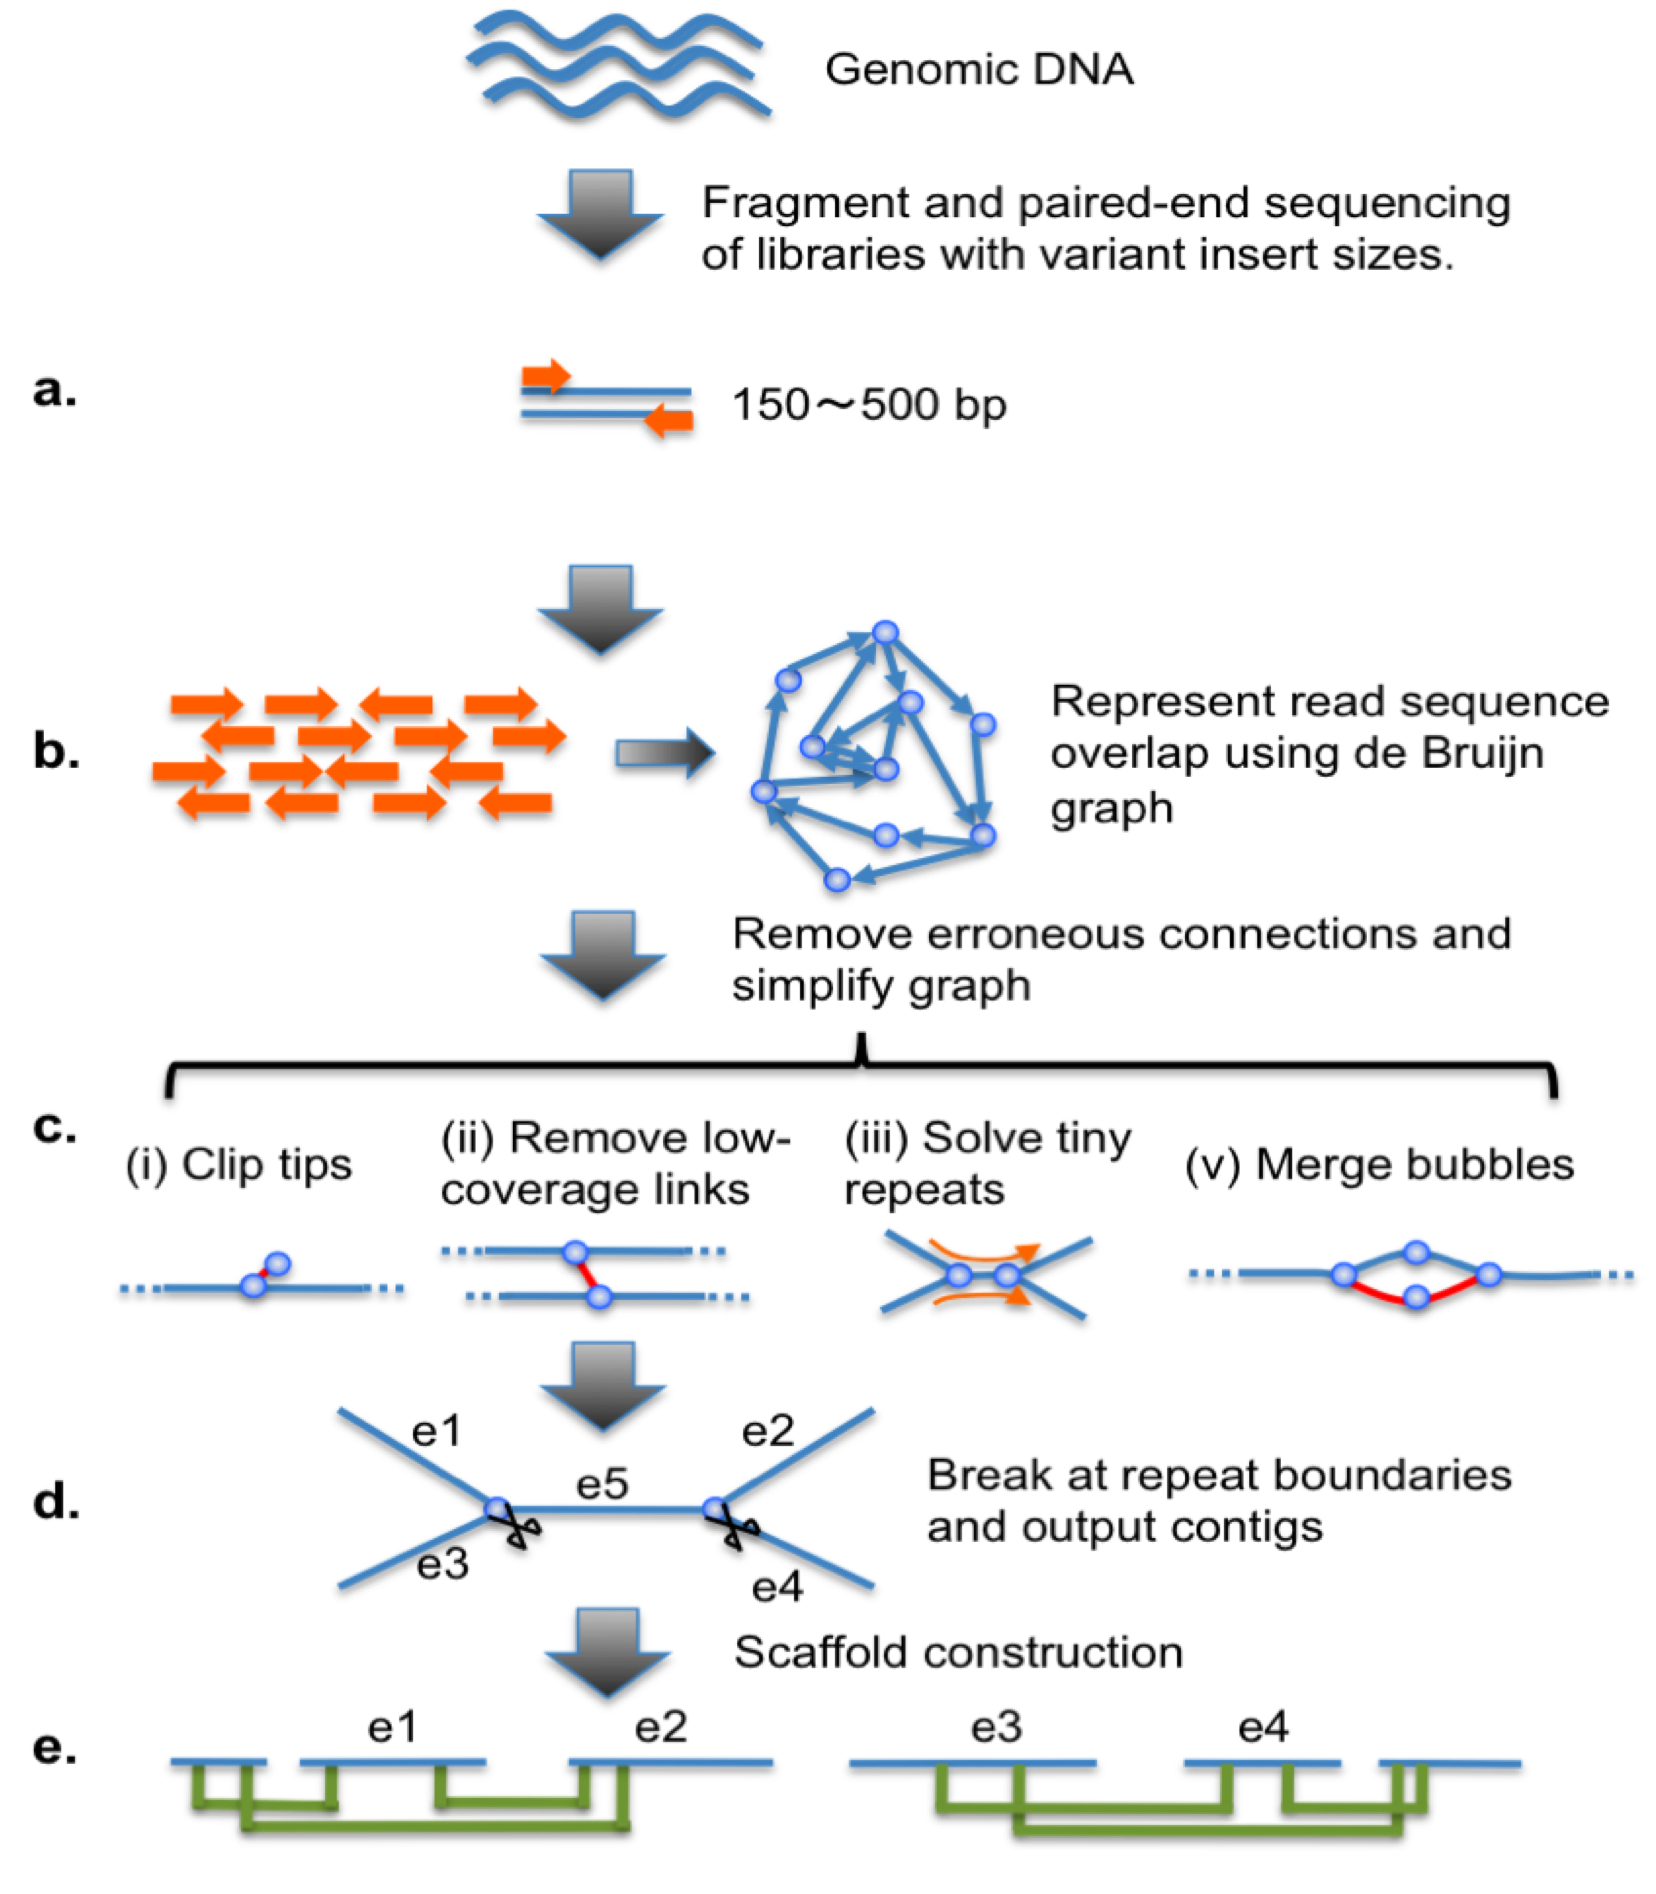 Genomic DNA
Fragment and paired-end sequencing
of libraries with variant insert sizes.
a.
150～500 bp
b.
Represent read sequence
overlap using de Bruijn
graph
Remove erroneous connections and
simplify graph
c.
(i) Clip tips
(ii) Remove low-
coverage links
(iii) Solve tiny
repeats
(v) Merge bubbles
d.
e1
e2
e5
e3
e4
Break at repeat boundaries
and output contigs
Scaffold construction
e.
e1
e2
e3
e4